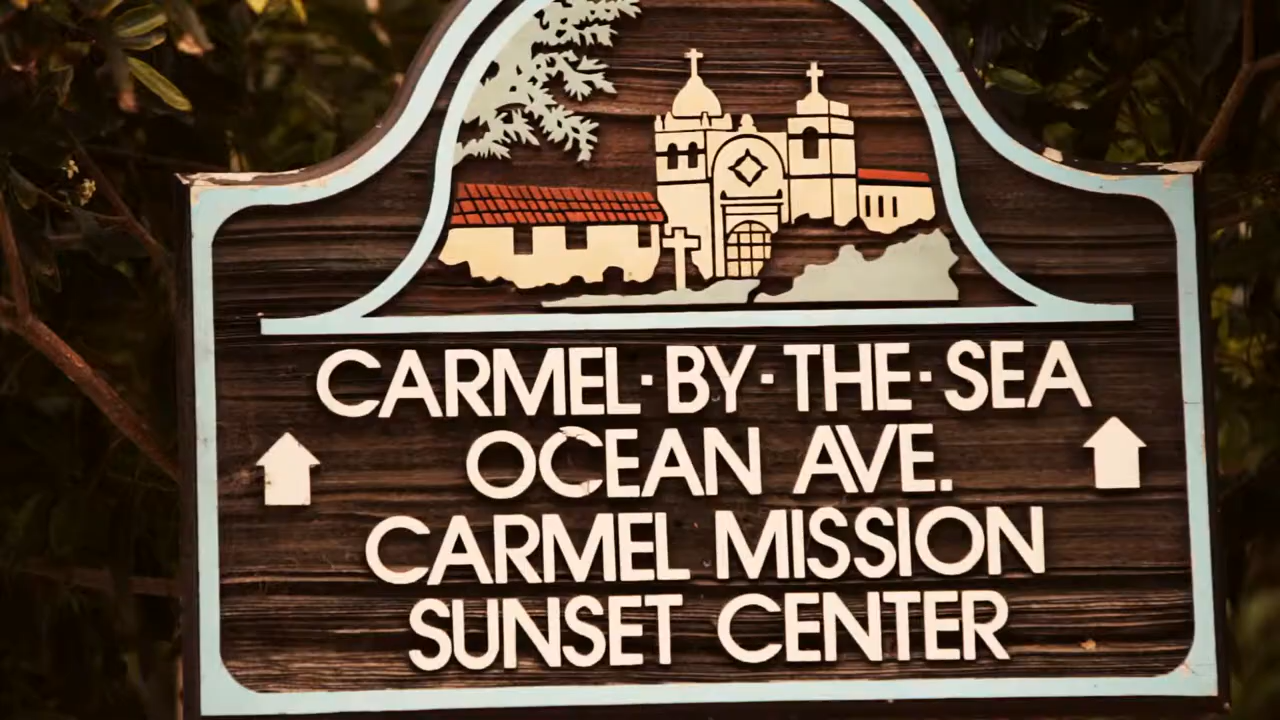 CARMEL·BY·THE·SEA
OCEAN AVE.
CARMEL MISSION
SUNSET CENTER